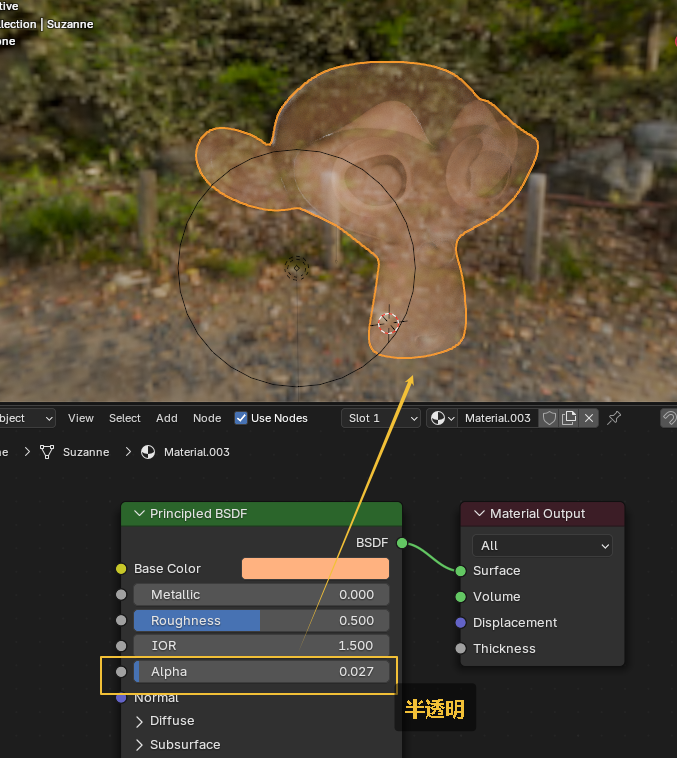 tive
lection | Suzanne
ne
bject View Select Add Node Use Nodes Slot 1 Material.003
ne Suzanne Material.003
Principled BSDF
BSDF
Base Color
Metallic 0.000
Roughness 0.500
IOR 1.500
Alpha 0.027
Normal
Diffuse
Subsurface
Material Output
All
Surface
Volume
Displacement
Thickness
半透明